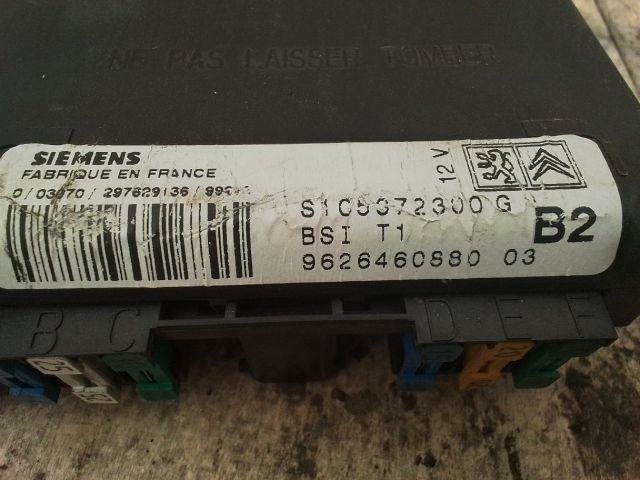 NE PAS LAISSER TOMBER
SIEMENS
FABRIQUE EN FRANCE
12 V
S105372300 G
BSI T1
B2
9626460880 03
B C D E F